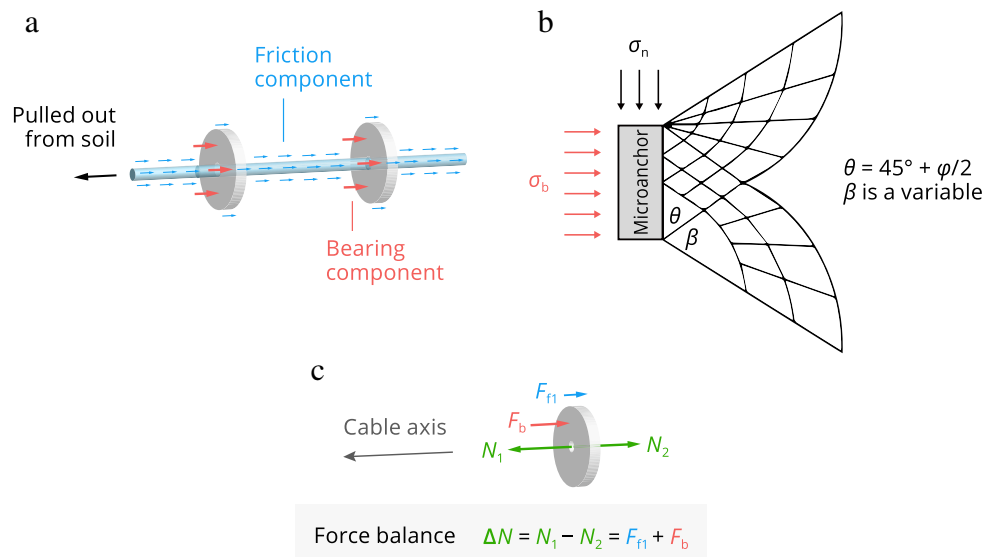 a
Friction
component
Pulled out
from soil
Bearing
component
b
σn
σb
Microanchor
θ
β
θ = 45° + φ/2
β is a variable
c
Cable axis
Ff1
Fb
N1
N2
Force balance ΔN = N1 − N2 = Ff1 + Fb